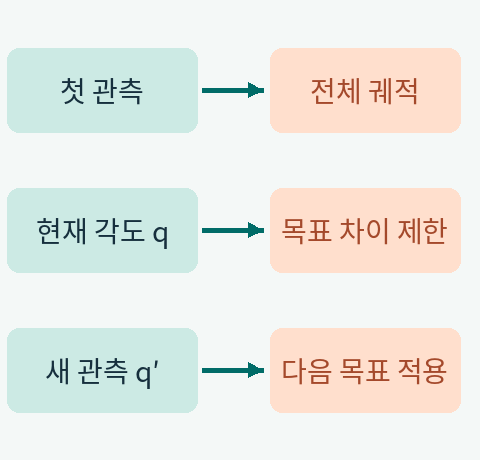 첫 관측
전체 궤적
현재 각도 q
목표 차이 제한
새 관측 q′
다음 목표 적용